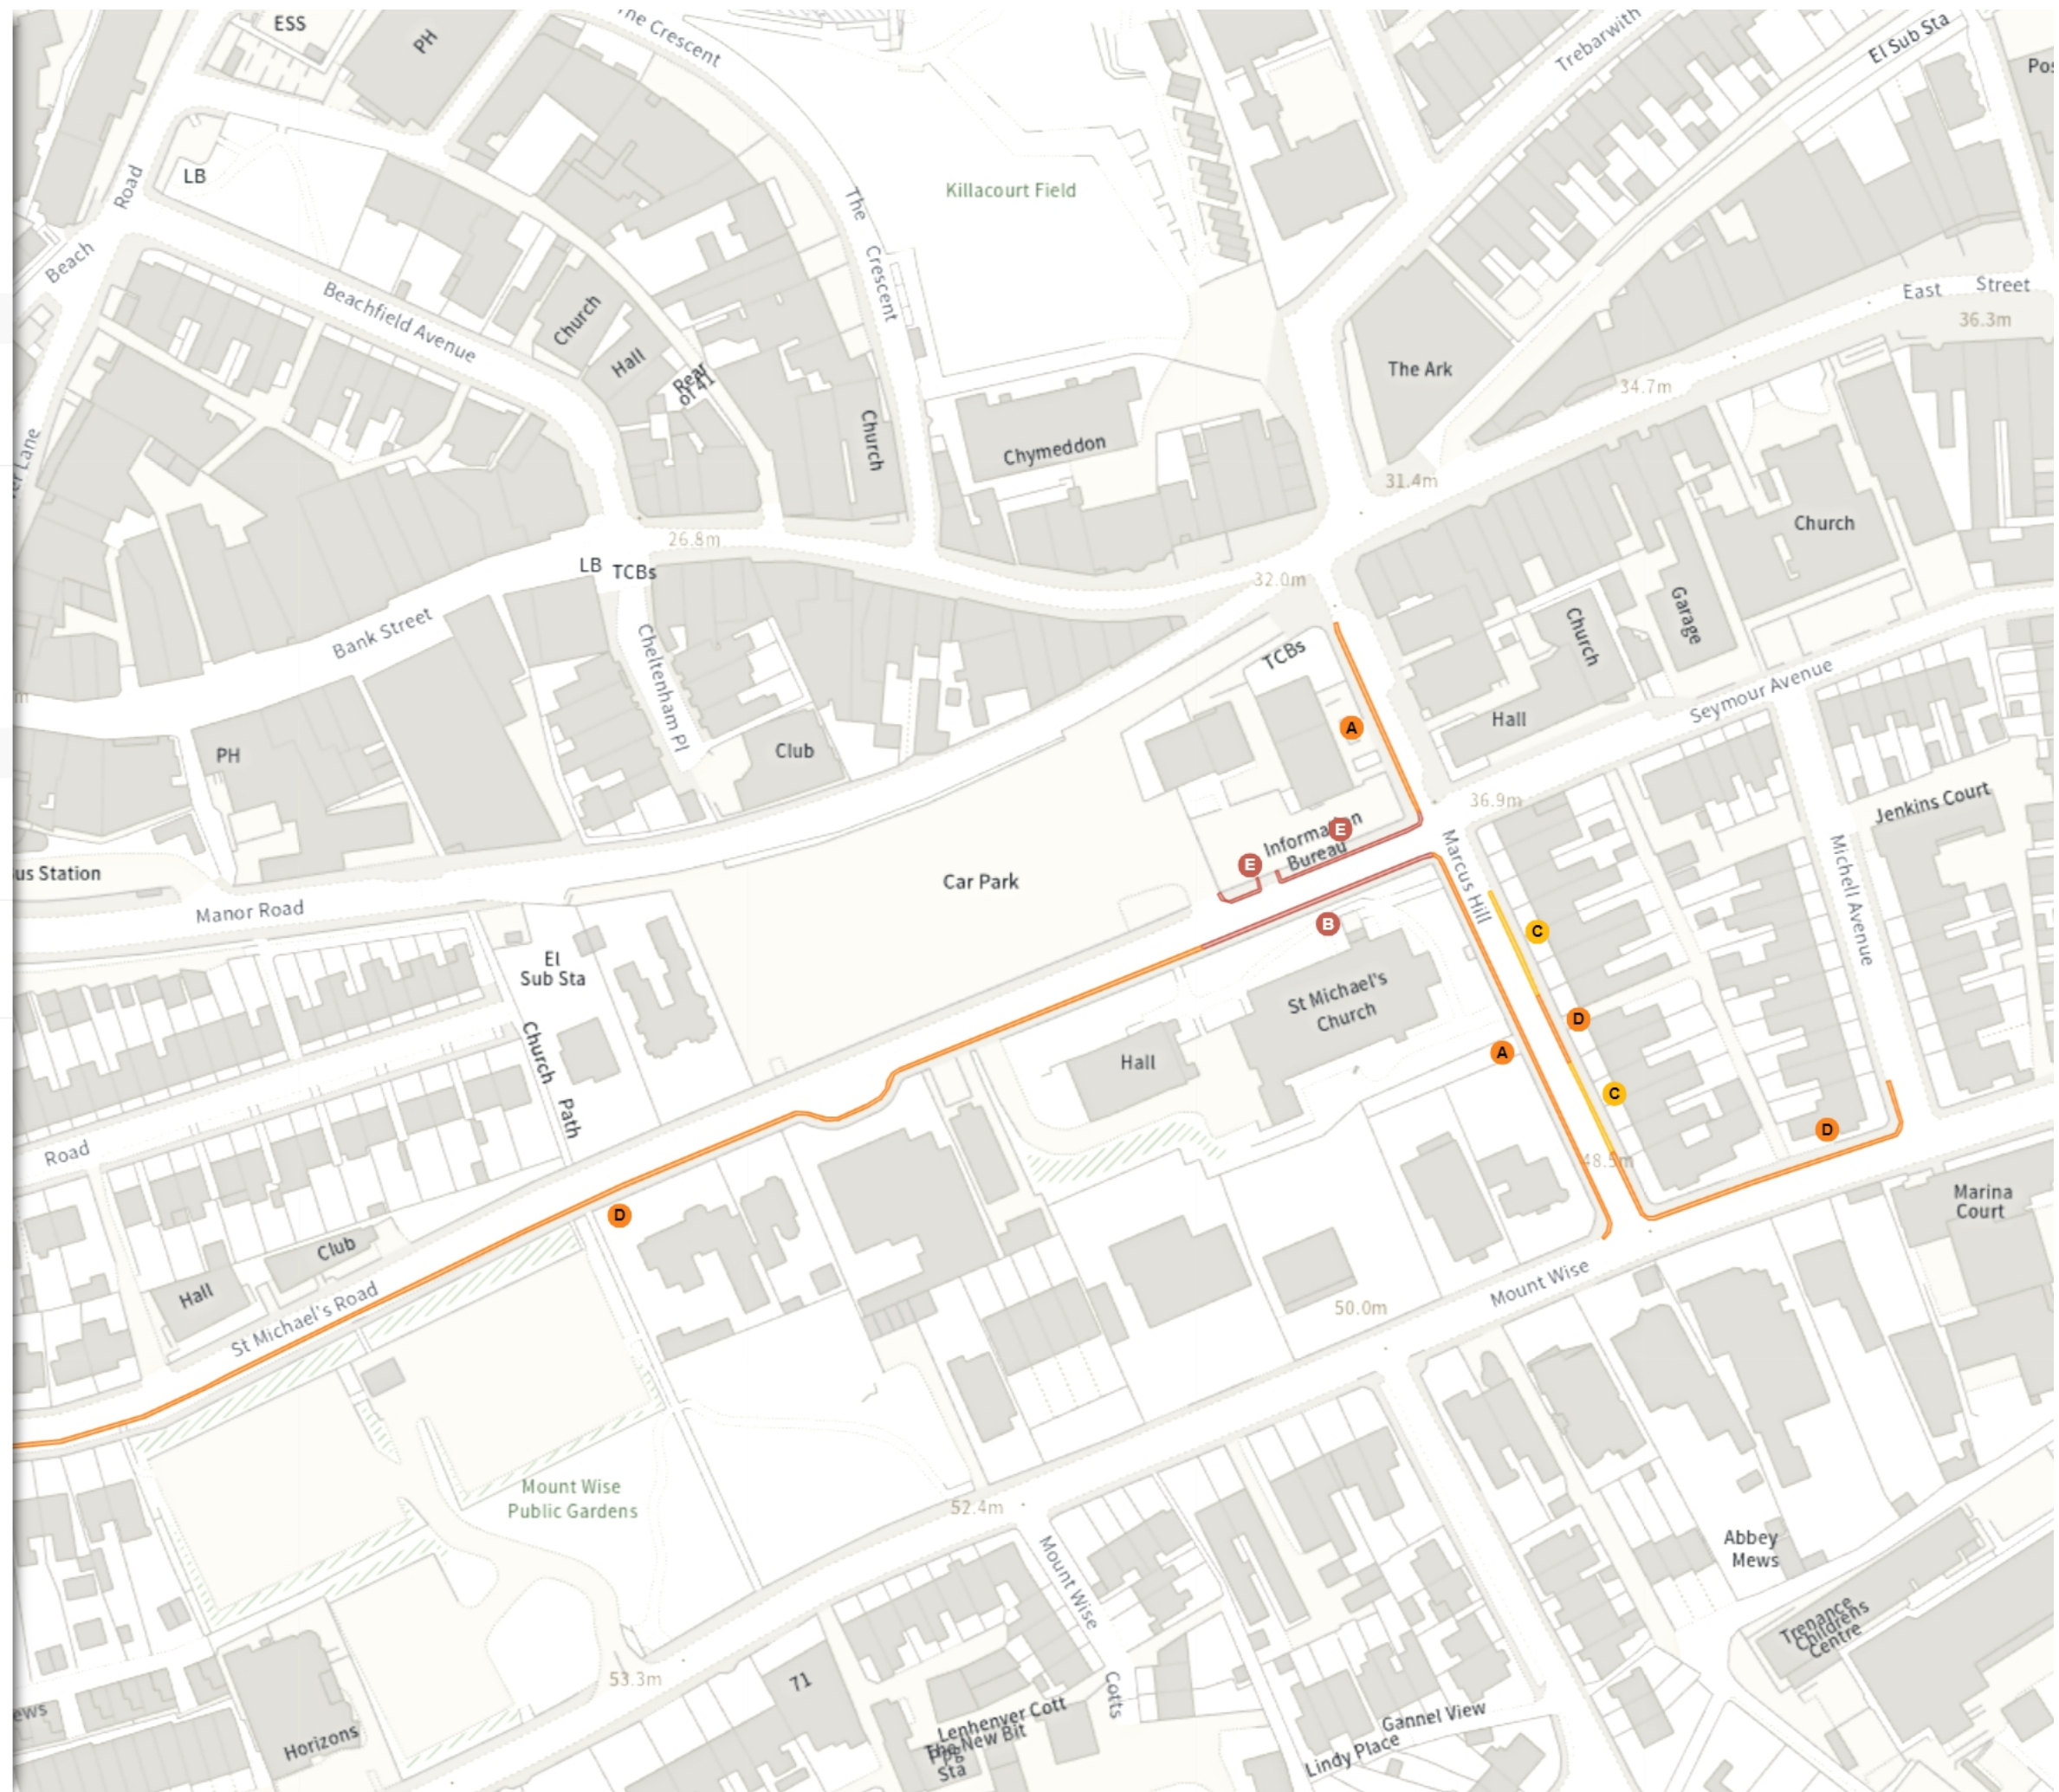 ESS
PH
The Crescent
Trebarwith
El Sub Sta
LB
Road
Killacourt Field
The
Crescent
Beach
Beachfield Avenue
Church
Hall
Rear
of 41
East Street
36.3m
The Ark
34.7m
Church
Chymeddon
31.4m
Church
26.8m
LB
TCBs
32.0m
Bank Street
Cheltenham Pl
Church
Garage
TCBs
Seymour Avenue
Hall
PH
Club
A
36.9m
Jenkins Court
Information
Bureau
E
E
Marcus Hill
Michell Avenue
Car Park
Manor Road
B
C
El
Sub Sta
St Michael's
Church
D
Church Path
Hall
A
C
D
Road
48.5m
D
Marina
Court
Club
Hall
St Michael's Road
Mount Wise
50.0m
Mount Wise
Public Gardens
52.4m
Mount Wise
Cotts
Abbey
Mews
Trenance
Childrens
Centre
53.3m
71
Horizons
Lenhenver Cott
The New Bit
Sta
Gannel View
Lindy Place